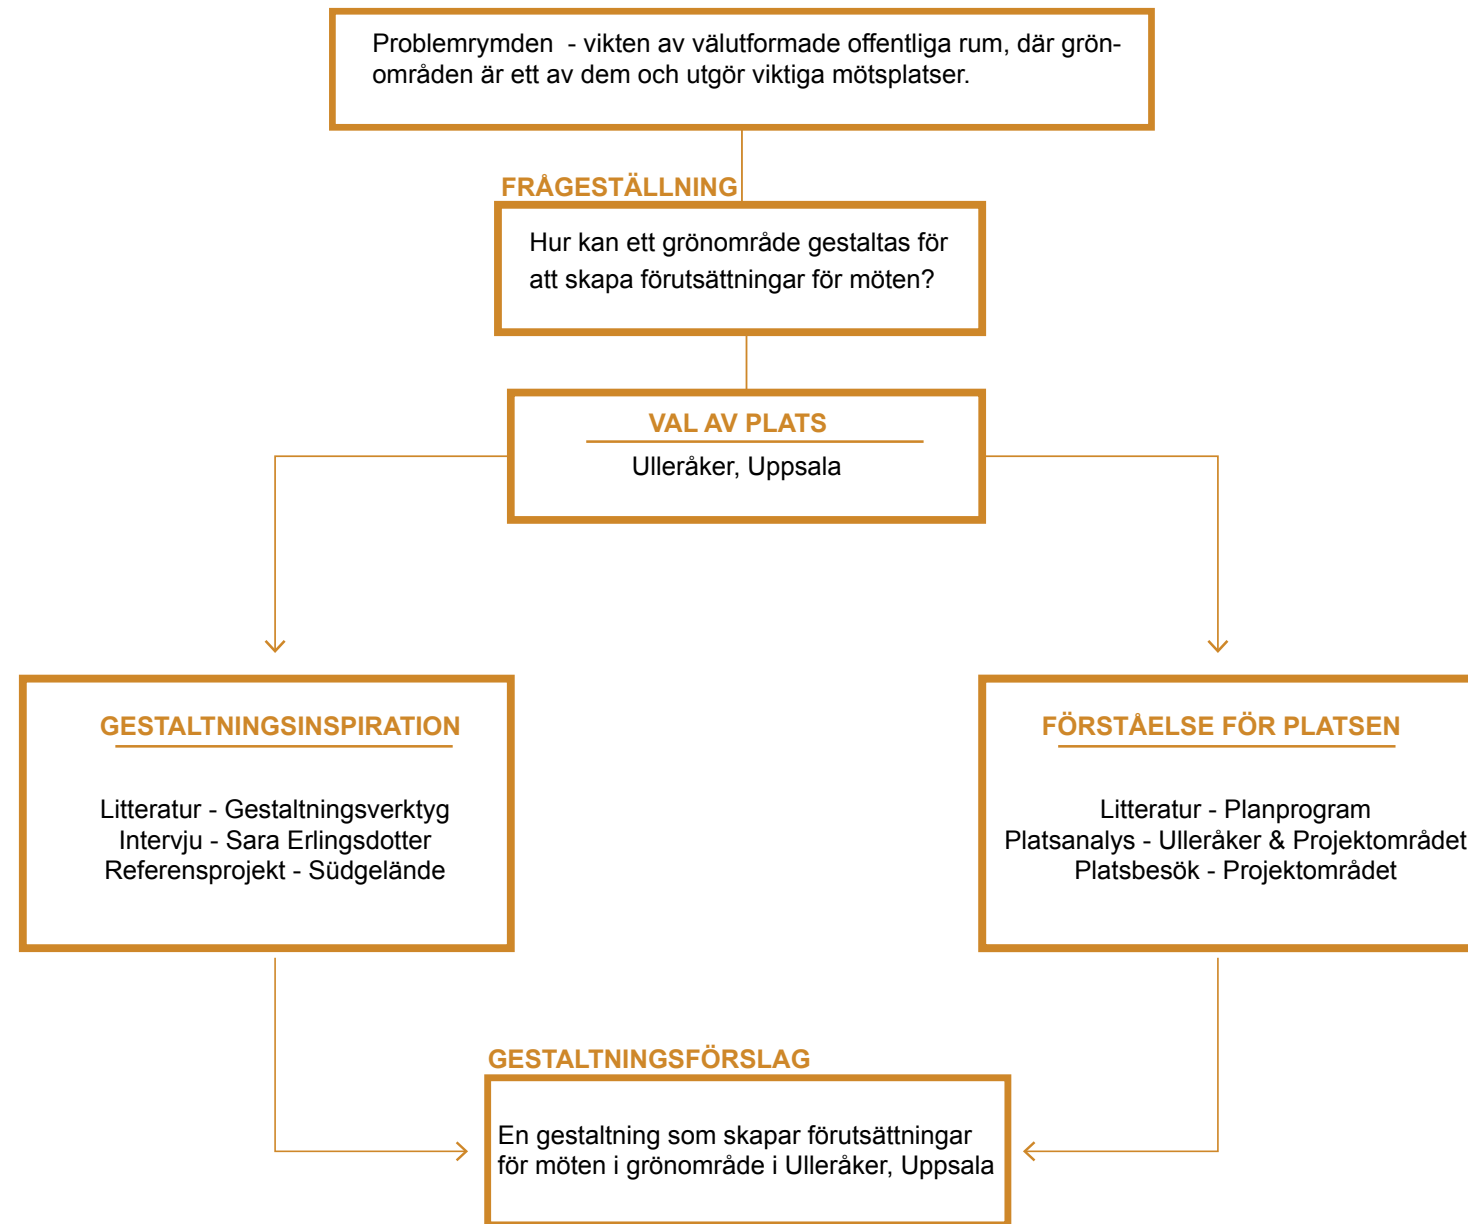 Problemrymden  - vikten av välutformade offentliga rum, där grön-
områden är ett av dem och utgör viktiga mötsplatser.
FRÅGESTÄLLNING
Hur kan ett grönområde gestaltas för
att skapa förutsättningar för möten?
VAL AV PLATS
Ulleråker, Uppsala
GESTALTNINGSINSPIRATION
Litteratur - Gestaltningsverktyg
Intervju - Sara Erlingsdotter
Referensprojekt - Südgelände
FÖRSTÅELSE FÖR PLATSEN
Litteratur - Planprogram
Platsanalys - Ulleråker & Projektområdet
Platsbesök - Projektområdet
GESTALTNINGSFÖRSLAG
En gestaltning som skapar förutsättningar
för möten i grönområde i Ulleråker, Uppsala